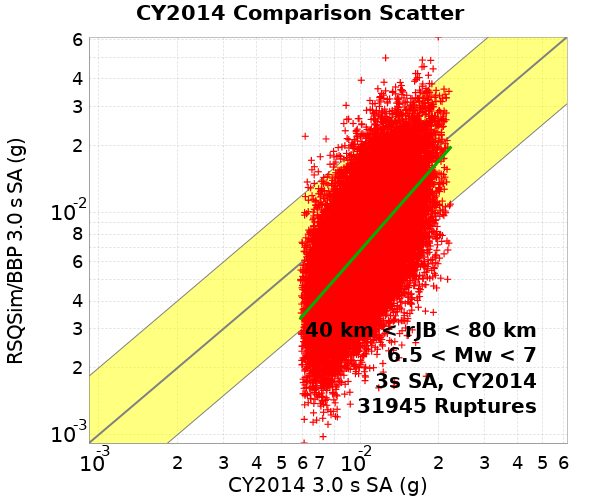 CY2014 Comparison Scatter
RSQSim/BBP 3.0 s SA (g)
6
4
3
2
10-2
8
6
4
3
2
10-3
40 km < rJB < 80 km
6.5 < Mw < 7
3s SA, CY2014
31945 Ruptures
10-3 2 3 4 5 6 7 10-2 2 3 4 5 6
CY2014 3.0 s SA (g)